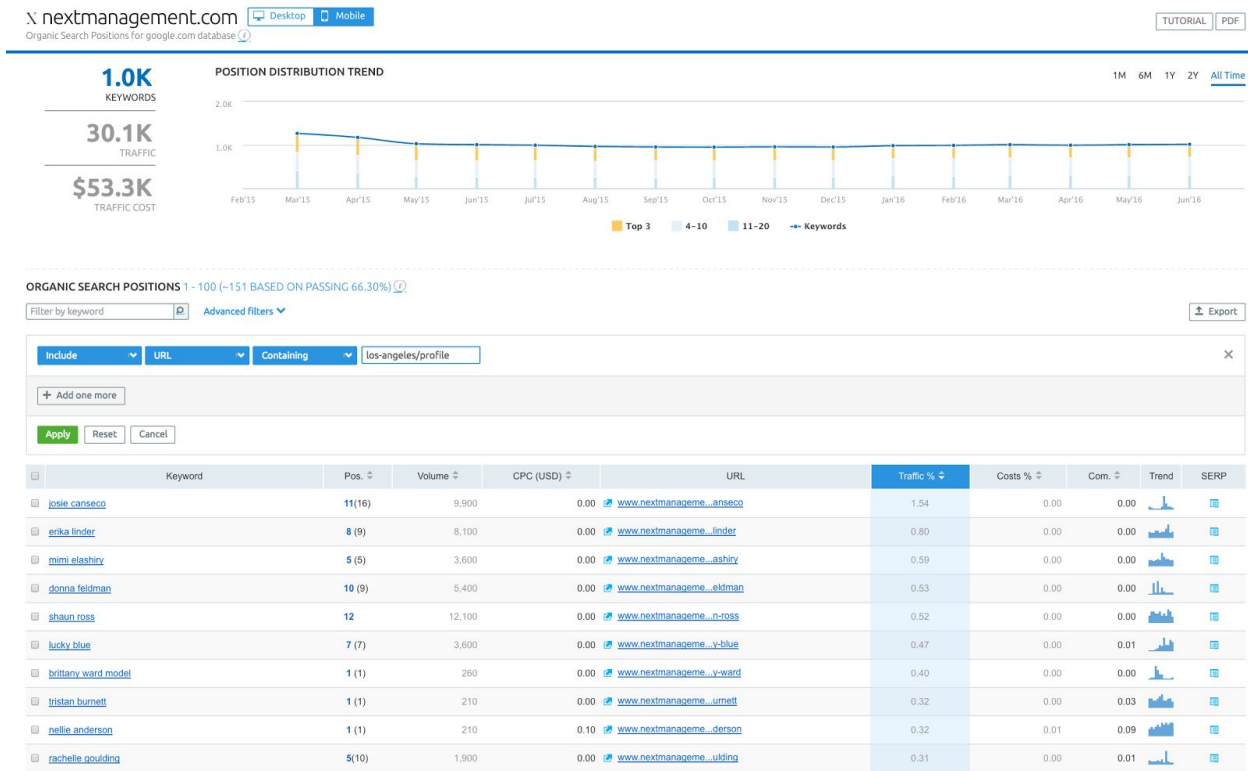 X nextmanagement.com Desktop Mobile TUTORIAL PDF
Organic Search Positions for google.com database i
1.0K
KEYWORDS
30.1K
TRAFFIC
$53.3K
TRAFFIC COST
POSITION DISTRIBUTION TREND 1M 6M 1Y 2Y All Time
2.0K
1.0K
Feb'15 Mar'15 Apr'15 May'15 Jun'15 Jul'15 Aug'15 Sep'15 Oct'15 Nov'15 Dec'15 Jan'16 Feb'16 Mar'16 Apr'16 May'16 Jun'16
Top 3 4-10 11-20 Keywords
ORGANIC SEARCH POSITIONS 1 - 100 (~151 BASED ON PASSING 66.30%) i
Filter by keyword Advanced filters Export
Include URL Containing los-angeles/profile
+ Add one more
Apply Reset Cancel
Keyword Pos. Volume CPC (USD) URL Traffic % Costs % Com. Trend SERP
josie canseco 11(16) 9,900 0.00 www.nextmanageme...anseco 1.54 0.00 0.00
erika linder 8 (9) 8,100 0.00 www.nextmanageme...linder 0.80 0.00 0.00
mimi elashiry 5 (5) 3,600 0.00 www.nextmanageme...ashiry 0.59 0.00 0.00
donna feldman 10 (9) 5,400 0.00 www.nextmanageme...eldman 0.53 0.00 0.00
shaun ross 12 12,100 0.00 www.nextmanageme...n-ross 0.52 0.00 0.00
lucky blue 7 (7) 3,600 0.00 www.nextmanageme...y-blue 0.47 0.00 0.01
brittany ward model 1 (1) 260 0.00 www.nextmanageme...y-ward 0.40 0.00 0.00
tristan burnett 1 (1) 210 0.00 www.nextmanageme...urnett 0.32 0.00 0.03
nellie anderson 1 (1) 210 0.10 www.nextmanageme...derson 0.32 0.01 0.09
rachelle goulding 5(10) 1,900 0.00 www.nextmanageme...ulding 0.31 0.00 0.01